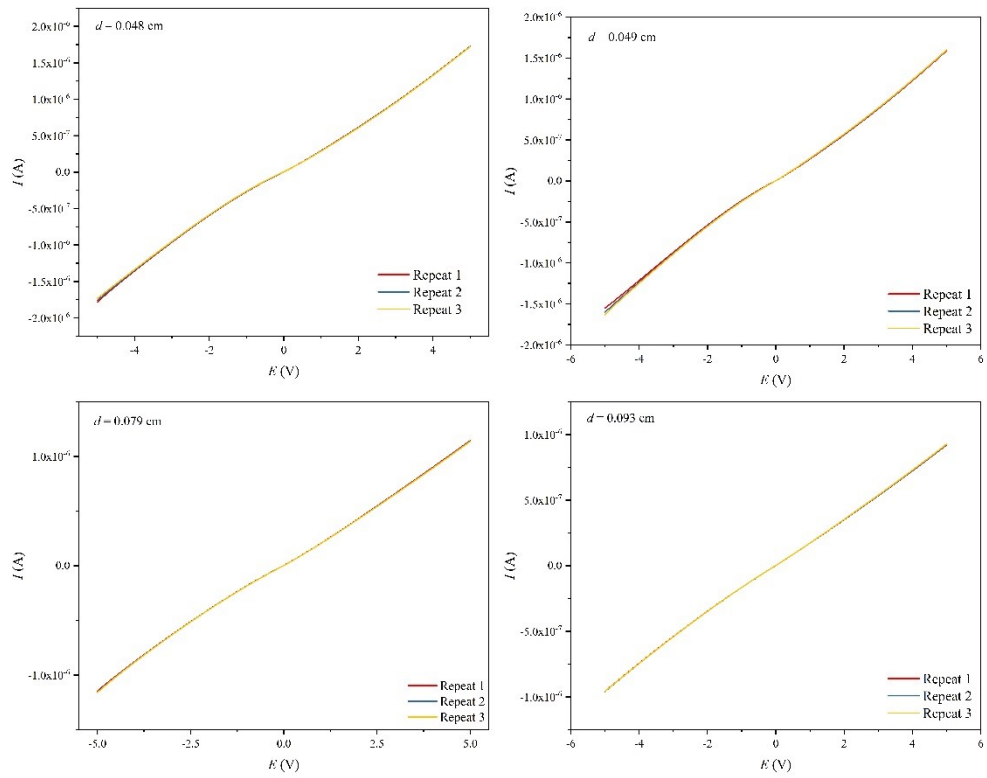 d = 0.048 cm
2.0x10⁻⁶
1.5x10⁻⁶
1.0x10⁻⁶
5.0x10⁻⁷
0.0
-5.0x10⁻⁷
-1.0x10⁻⁶
-1.5x10⁻⁶
-2.0x10⁻⁶
I (A)
Repeat 1
Repeat 2
Repeat 3
-4 -2 0 2 4
E (V)
d 0.049 cm
2.0x10⁻⁶
1.5x10⁻⁶
1.0x10⁻⁶
5.0x10⁻⁷
0.0
-5.0x10⁻⁷
-1.0x10⁻⁶
-1.5x10⁻⁶
-2.0x10⁻⁶
I (A)
Repeat 1
Repeat 2
Repeat 3
-6 -4 -2 0 2 4 6
E (V)
d = 0.079 cm
1.0x10⁻⁶
0.0
-1.0x10⁻⁶
I (A)
Repeat 1
Repeat 2
Repeat 3
-5.0 -2.5 0.0 2.5 5.0
E (V)
d = 0.093 cm
1.0x10⁻⁶
5.0x10⁻⁷
0.0
-5.0x10⁻⁷
-1.0x10⁻⁶
I (A)
Repeat 1
Repeat 2
Repeat 3
-6 -4 -2 0 2 4 6
E (V)